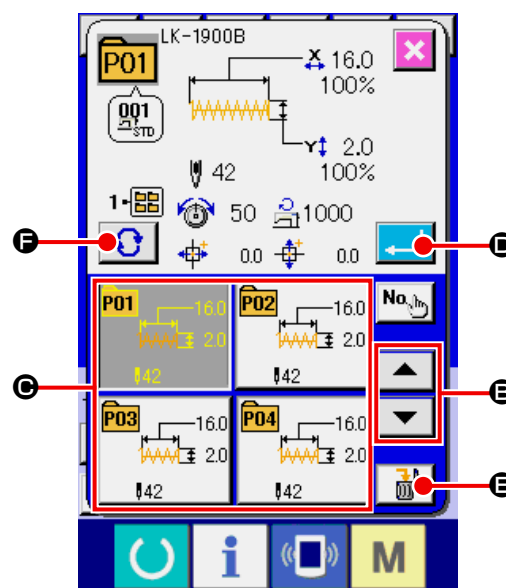 LK-1900B
P01
X 16.0
100%
001
STD
Y 2.0
100%
42
1
50 1000
F
D
0.0 0.0
P01 16.0 P02 16.0
No.
2.0 2.0
42 42
C
P03 16.0 P04 16.0
2.0 2.0
42 42
i M